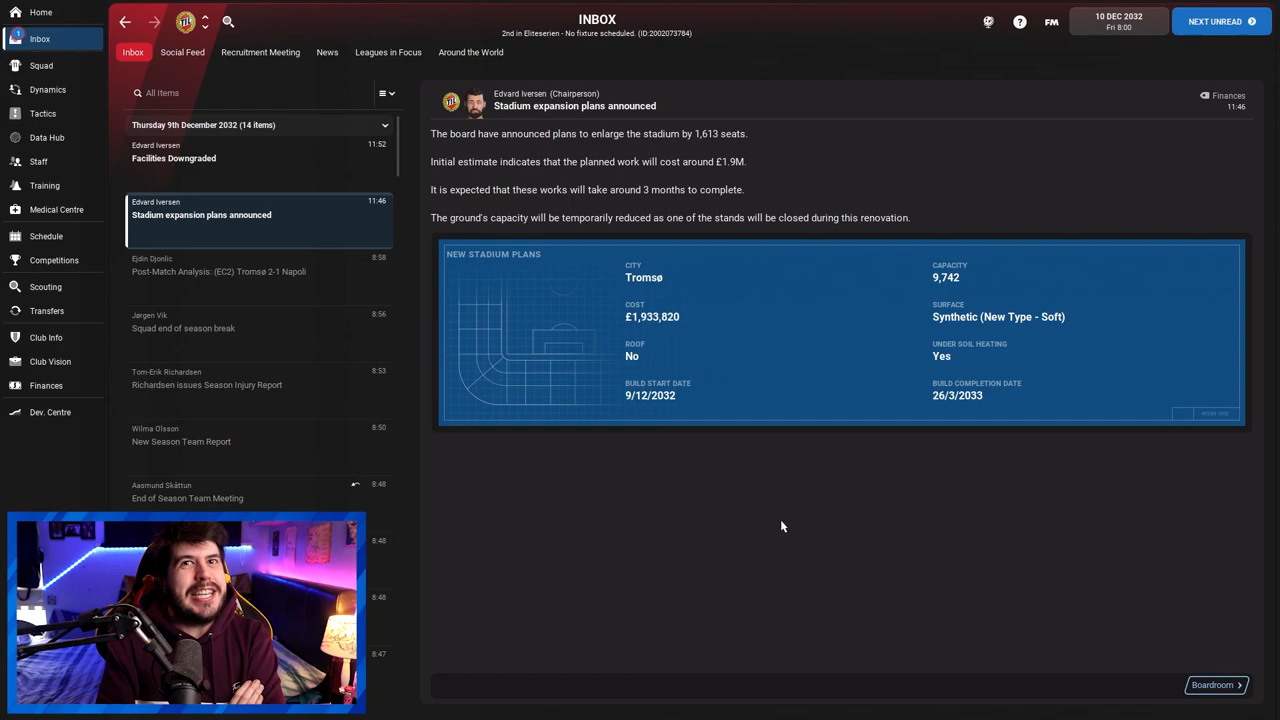 Home
INBOX
2nd in Eliteserien - No fixture scheduled. (ID:2002073784)
FM
10 DEC 2032
Fri 8:00
NEXT UNREAD
1
Inbox
Squad
Dynamics
Tactics
Data Hub
Staff
Training
Medical Centre
Schedule
Competitions
Scouting
Transfers
Club Info
Club Vision
Finances
Dev. Centre
Inbox
Social Feed
Recruitment Meeting
News
Leagues in Focus
Around the World
All Items
Thursday 9th December 2032 (14 items)
Edvard Iversen
11:52
Facilities Downgraded
Edvard Iversen
11:46
Stadium expansion plans announced
Ejdin Djonlic
8:58
Post-Match Analysis: (EC2) Tromsø 2-1 Napoli
Jørgen Vik
8:56
Squad end of season break
Tom-Erik Richardsen
8:53
Richardsen issues Season Injury Report
Wilma Olsson
8:50
New Season Team Report
Aasmund Skåttun
8:48
End of Season Team Meeting
8:48
8:48
8:47
TIL
Edvard Iversen (Chairperson)
Stadium expansion plans announced
Finances
11:46
The board have announced plans to enlarge the stadium by 1,613 seats.
Initial estimate indicates that the planned work will cost around £1.9M.
It is expected that these works will take around 3 months to complete.
The ground's capacity will be temporarily reduced as one of the stands will be closed during this renovation.
NEW STADIUM PLANS
CITY
Tromsø
CAPACITY
9,742
COST
£1,933,820
SURFACE
Synthetic (New Type - Soft)
ROOF
No
UNDER SOIL HEATING
Yes
BUILD START DATE
9/12/2032
BUILD COMPLETION DATE
26/3/2033
Boardroom